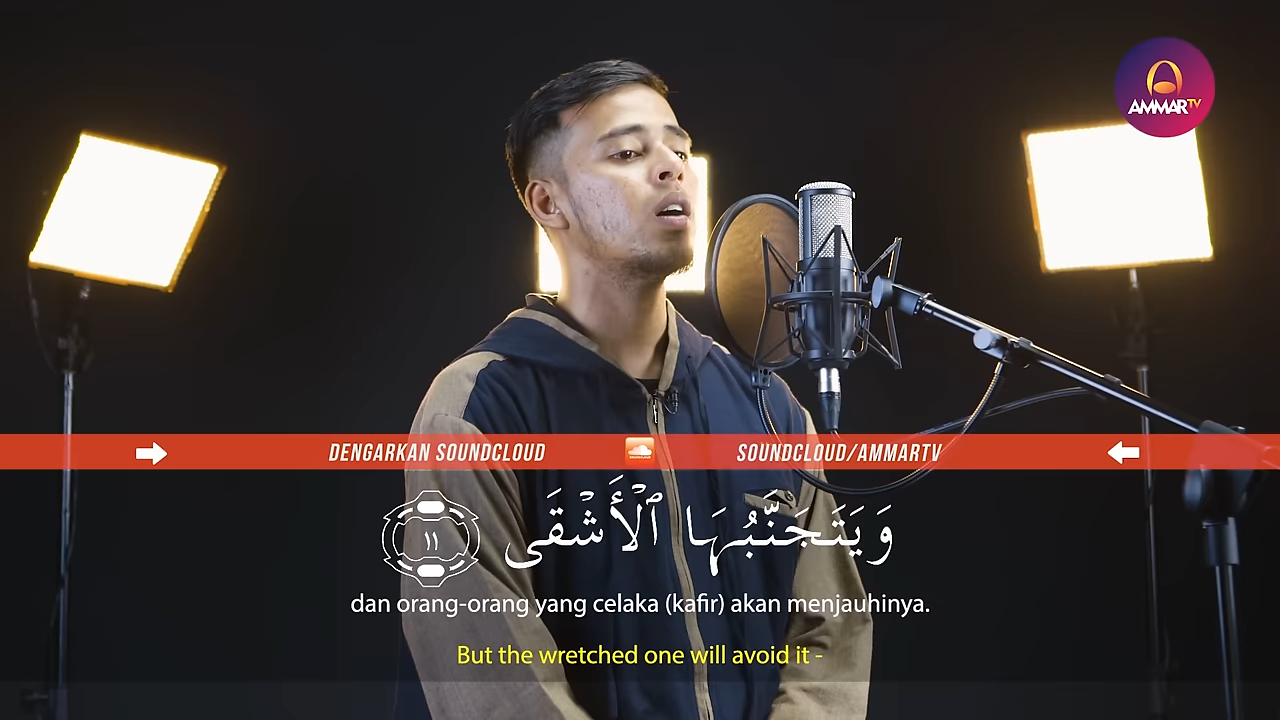 AMMARTV
DENGARKAN SOUNDCLOUD SOUNDCLOUD/AMMARTV
وَيَتَجَنَّبُهَا ٱلْأَشْقَى ١١
dan orang-orang yang celaka (kafir) akan menjauhinya.
But the wretched one will avoid it -